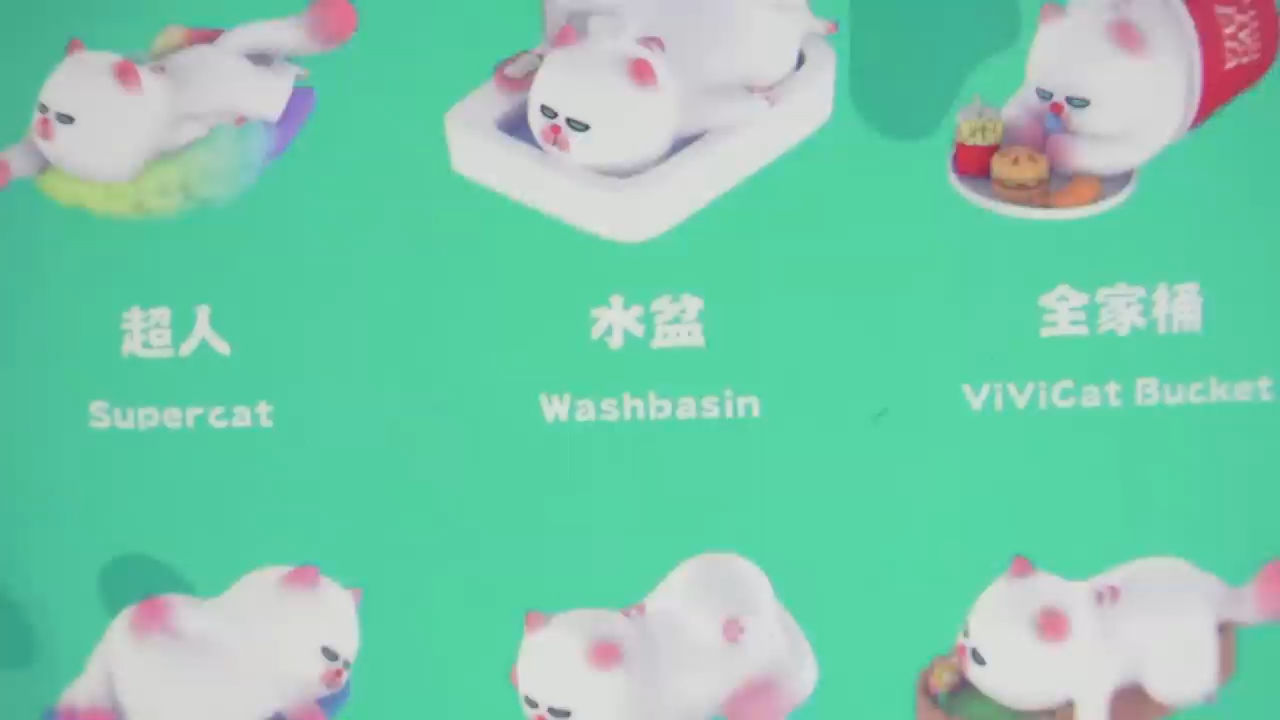 超人
水盆
全家桶
Supercat
Washbasin
ViViCat Bucket